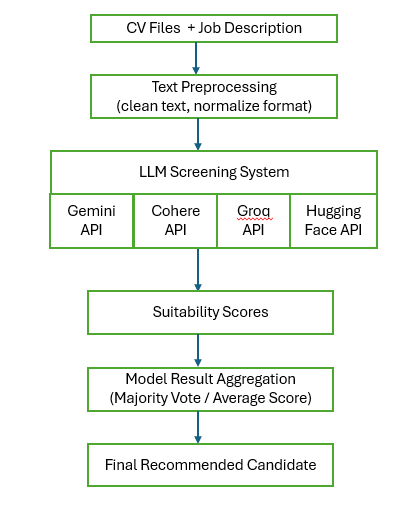 CV Files + Job Description
Text Preprocessing
(clean text, normalize format)
LLM Screening System
Gemini
API
Cohere
API
Groq
API
Hugging
Face API
Suitability Scores
Model Result Aggregation
(Majority Vote / Average Score)
Final Recommended Candidate